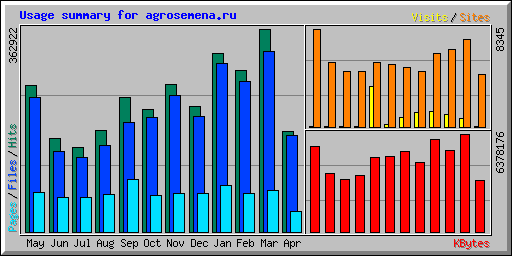 Usage summary for agrosemena.ru
Visits/Sites
362922
8345
Pages/Files/Hits
6378176
May Jun Jul Aug Sep Oct Nov Dec Jan Feb Mar Apr
KBytes